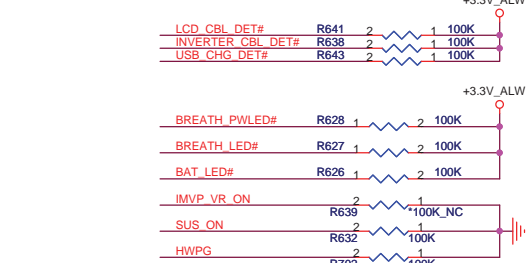 +3.3V_ALW
LCD_CBL_DET# R641 2 1 100K
INVERTER_CBL_DET# R638 2 1 100K
USB_CHG_DET# R643 2 1 100K
+3.3V_ALW
BREATH_PWLED# R628 1 2 100K
BREATH_LED# R627 1 2 100K
BAT_LED# R626 1 2 100K
IMVP_VR_ON 2 1
R639 *100K_NC
SUS_ON 2 1
R632 100K
HWPG 2 1
R703 100K